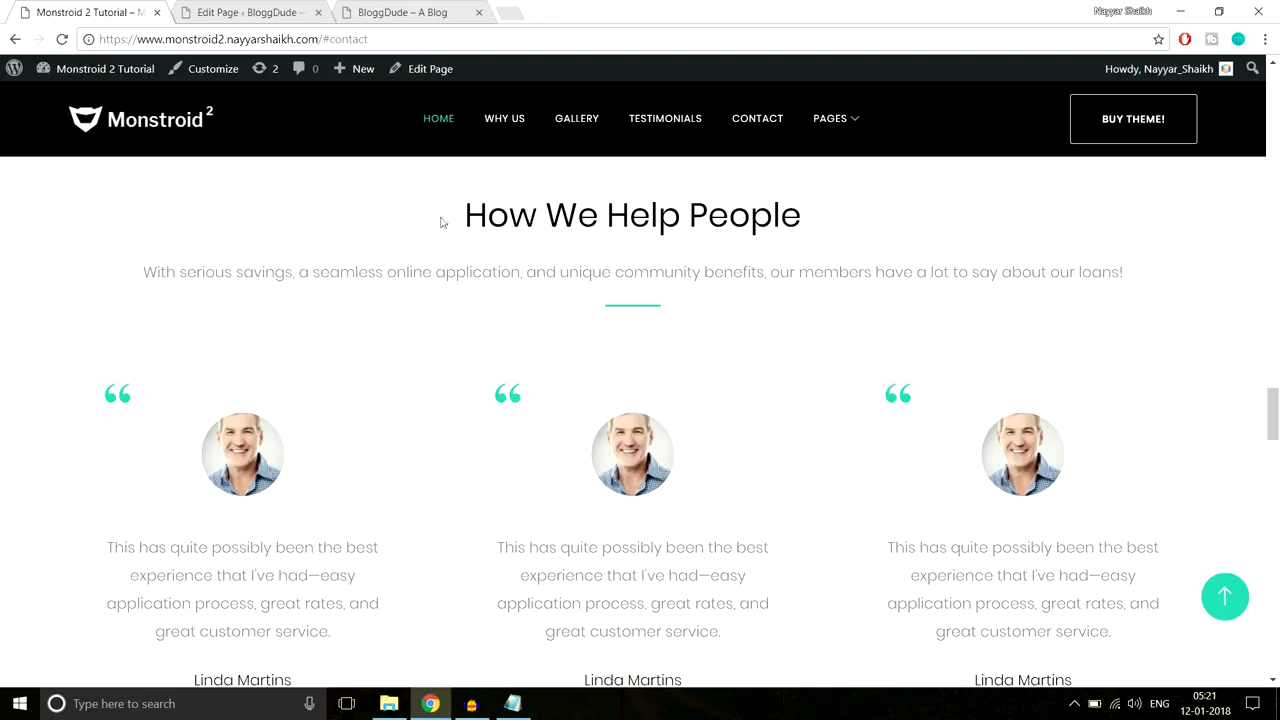 Monstroid 2 Tutorial – M
Edit Page ‹ BloggDude —
BloggDude – A Blog
Nayyar Shaikh
https://www.monstroid2.nayyarshaikh.com/#contact
Monstroid 2 Tutorial
Customize
2
0
New
Edit Page
Howdy, Nayyar_Shaikh
Monstroid 2
HOME
WHY US
GALLERY
TESTIMONIALS
CONTACT
PAGES
BUY THEME!
How We Help People
With serious savings, a seamless online application, and unique community benefits, our members have a lot to say about our loans!
“
This has quite possibly been the best
experience that I've had—easy
application process, great rates, and
great customer service.
Linda Martins
“
This has quite possibly been the best
experience that I've had—easy
application process, great rates, and
great customer service.
Linda Martins
“
This has quite possibly been the best
experience that I've had—easy
application process, great rates, and
great customer service.
Linda Martins
Type here to search
ENG
05:21
12-01-2018